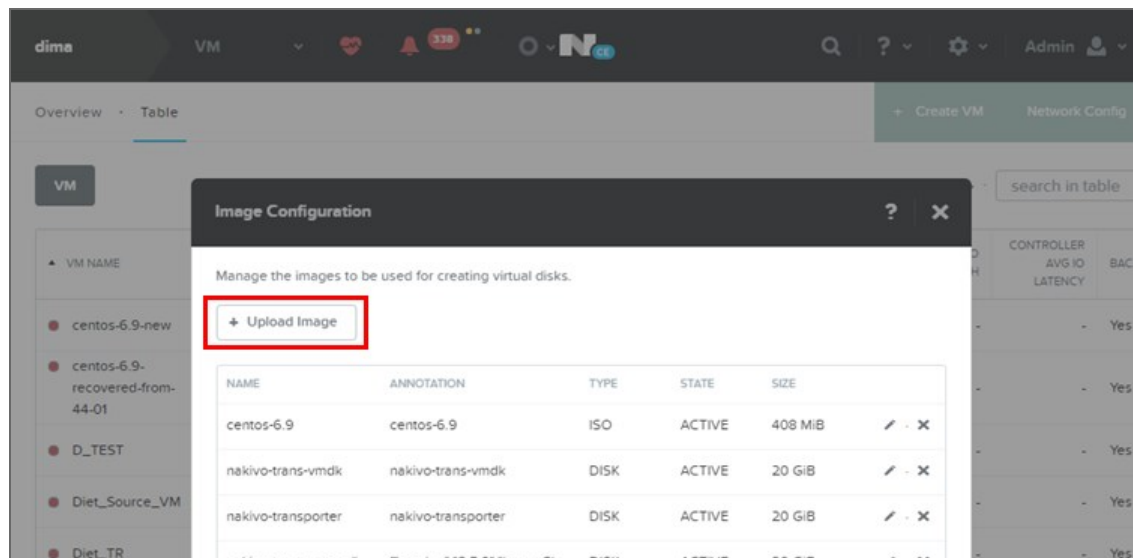 dima VM 338 N CE ? Admin
Overview · Table + Create VM Network Config
VM search in table
Image Configuration ?
VM NAME CONTROLLER AVG IO LATENCY
Manage the images to be used for creating virtual disks.
+ Upload Image
centos-6.9-new - - Yes
centos-6.9-
recovered-from-
44-01
- - Yes
NAME ANNOTATION TYPE STATE SIZE
centos-6.9 centos-6.9 ISO ACTIVE 408 MiB
D_TEST - - Yes
nakivo-trans-vmdk nakivo-trans-vmdk DISK ACTIVE 20 GiB
Diet_Source_VM - - Yes
nakivo-transporter nakivo-transporter DISK ACTIVE 20 GiB
Diet_TR - - Yes